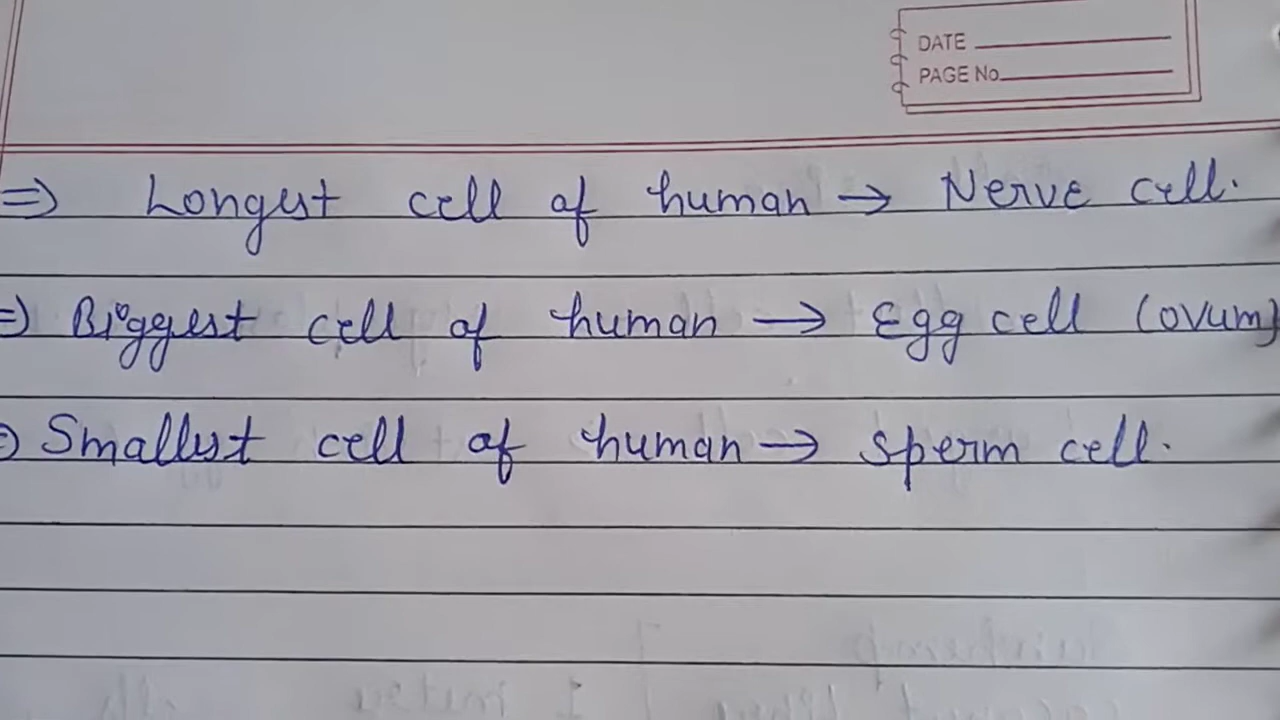 DATE
PAGE No.
⇒ Longest cell of human → Nerve cell.
⇒ Biggest cell of human → Egg cell (ovum)
⇒ Smallest cell of human → Sperm cell.